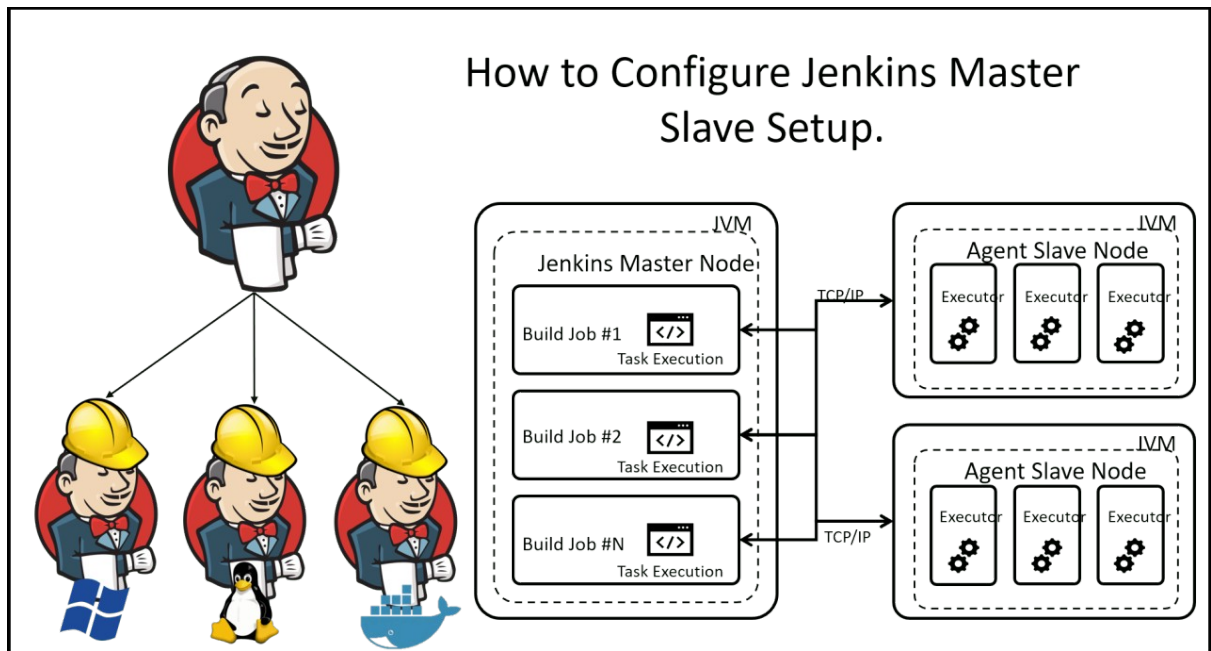 How to Configure Jenkins Master
Slave Setup.
JVM
Jenkins Master Node
Build Job #1
</>
Task Execution
Build Job #2
</>
Task Execution
Build Job #N
</>
Task Execution
TCP/IP
TCP/IP
JVM
Agent Slave Node
Executor
Executor
Executor
JVM
Agent Slave Node
Executor
Executor
Executor